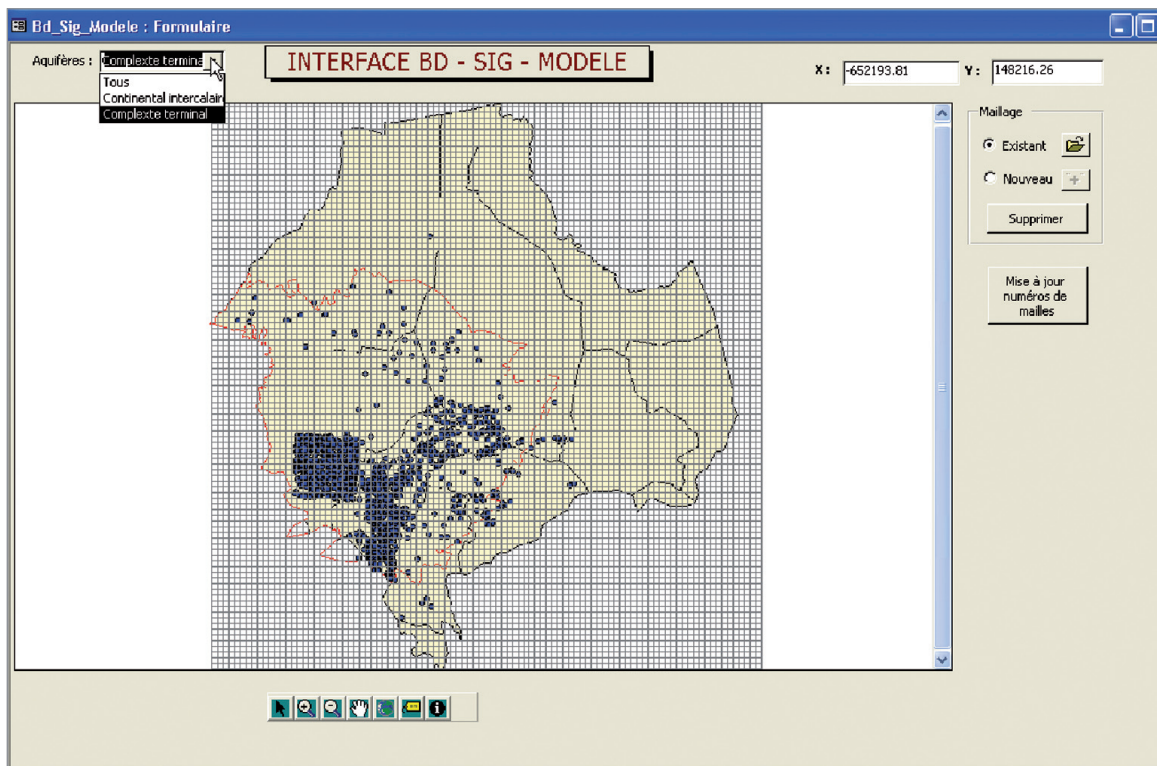 Bd_Sig_Modele : Formulaire
Aquifères : Complexte terminal
INTERFACE BD - SIG - MODELE
X : -652193.81 Y : 148216.26
Tous
Continental intercalaire
Complexte terminal
Maillage
Existant
Nouveau
Supprimer
Mise à jour
numéros de
mailles